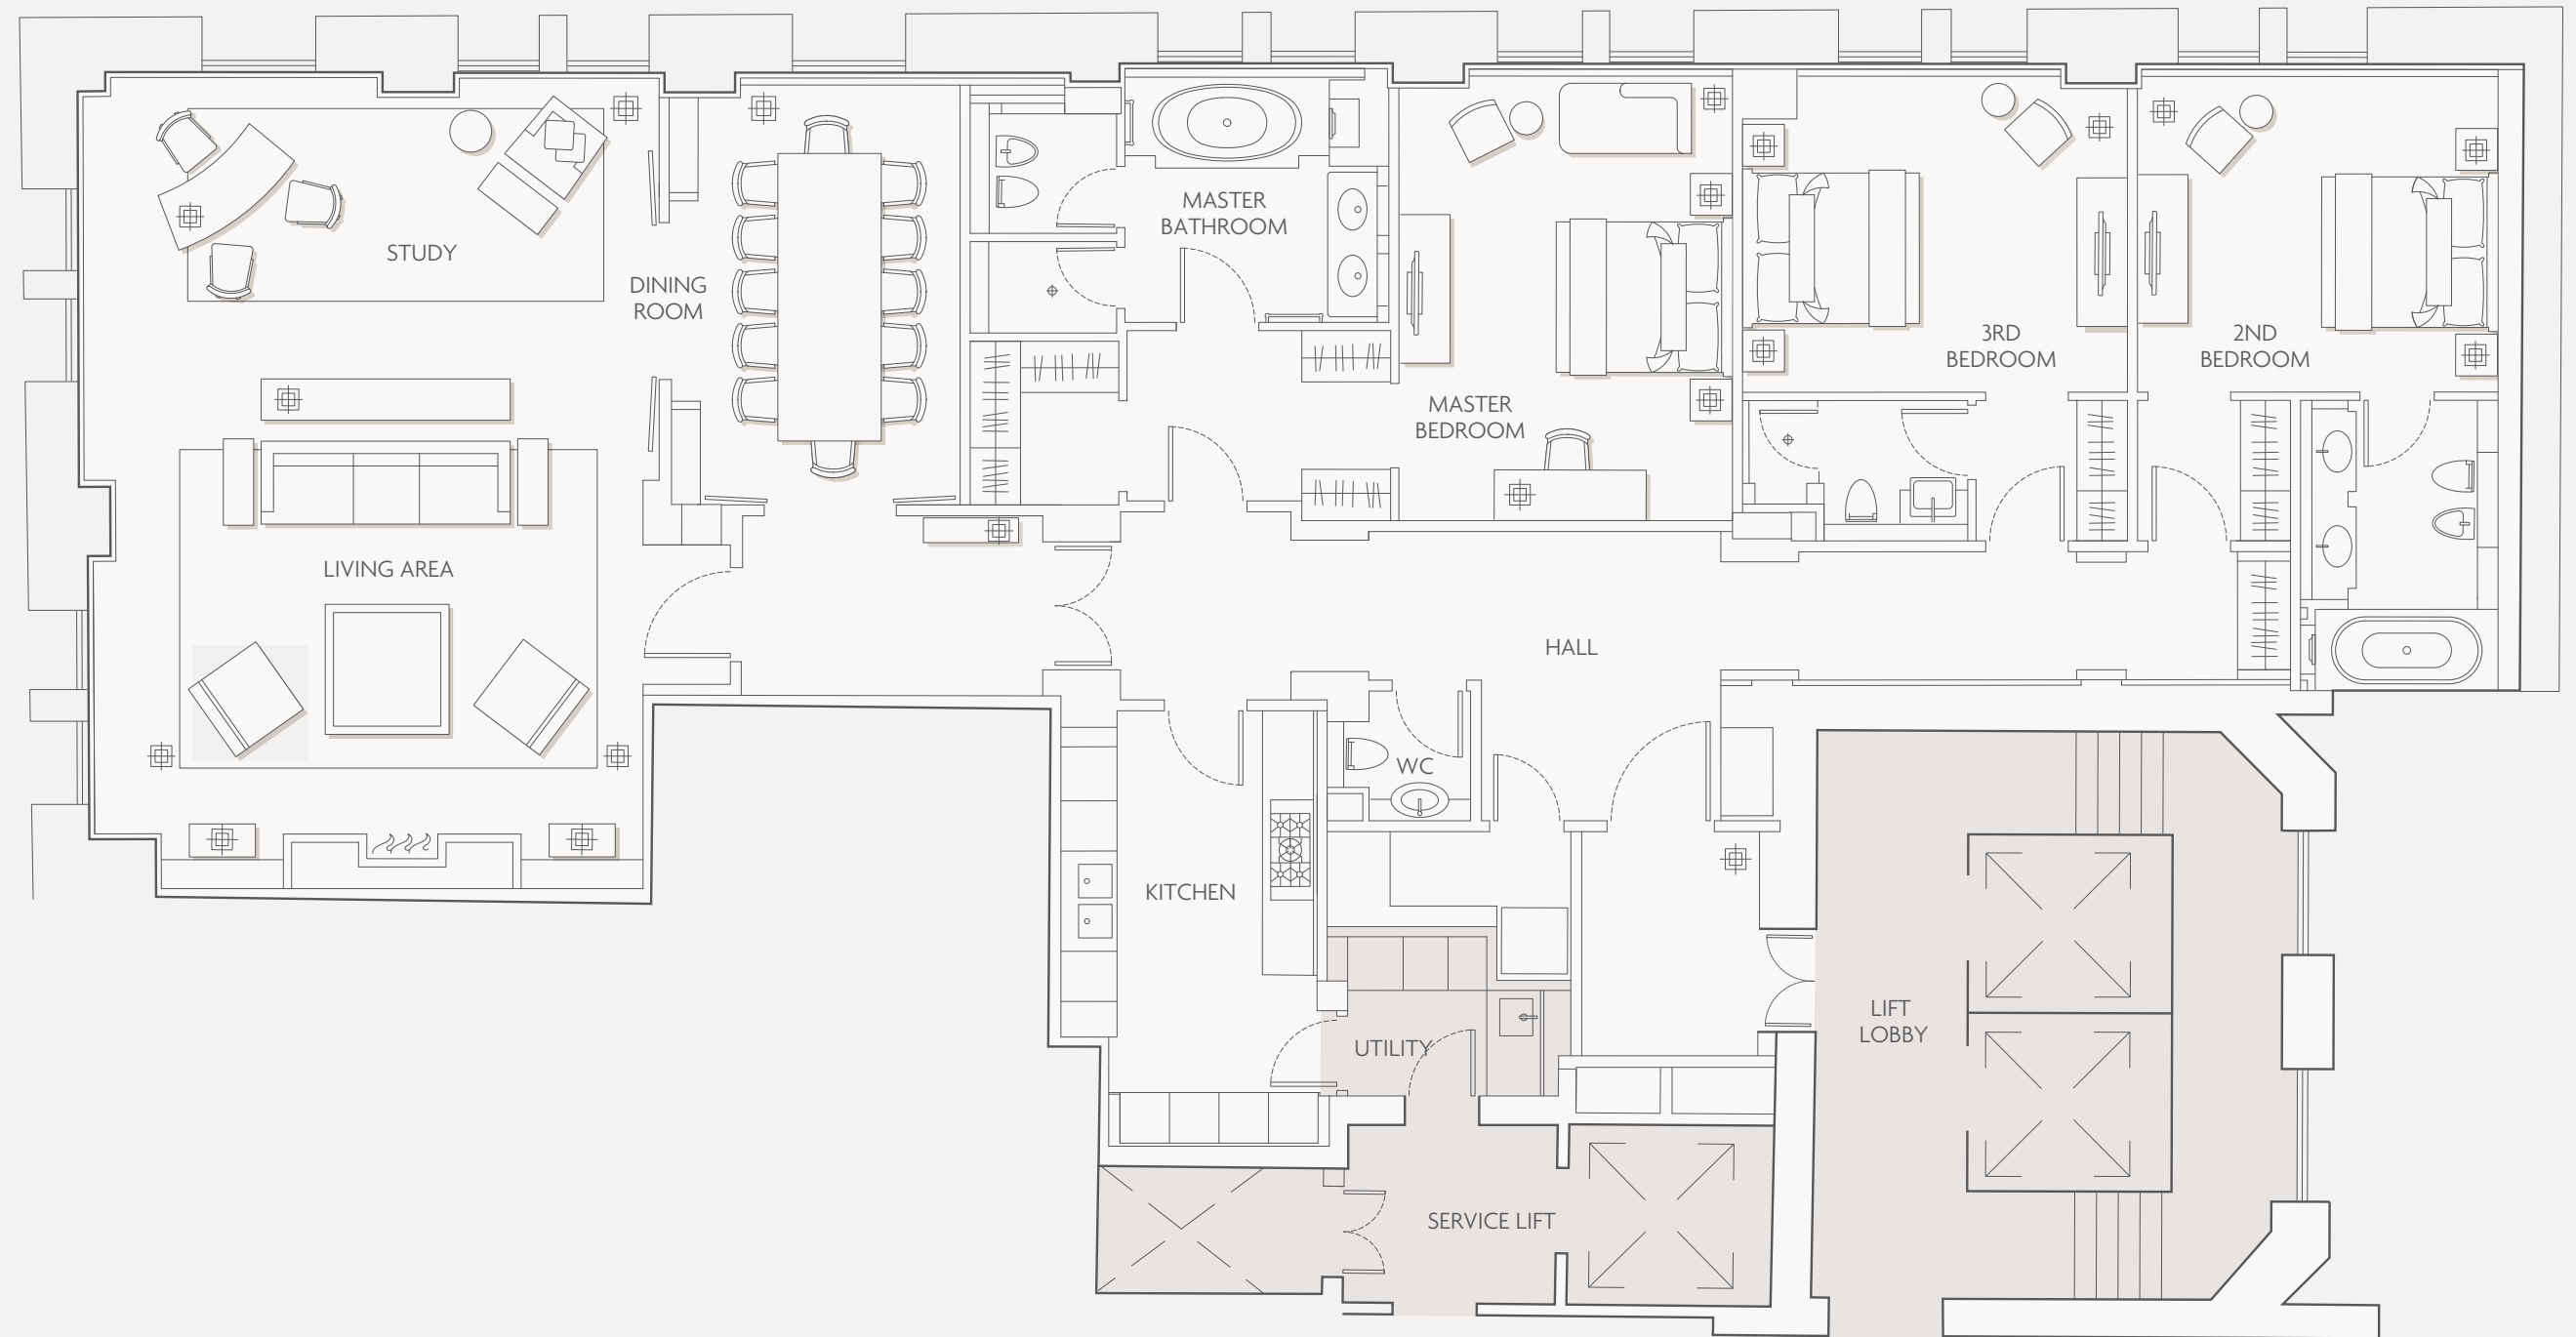 STUDY
DINING
ROOM
MASTER
BATHROOM
MASTER
BEDROOM
3RD
BEDROOM
2ND
BEDROOM
LIVING AREA
HALL
WC
KITCHEN
UTILITY
LIFT
LOBBY
SERVICE LIFT